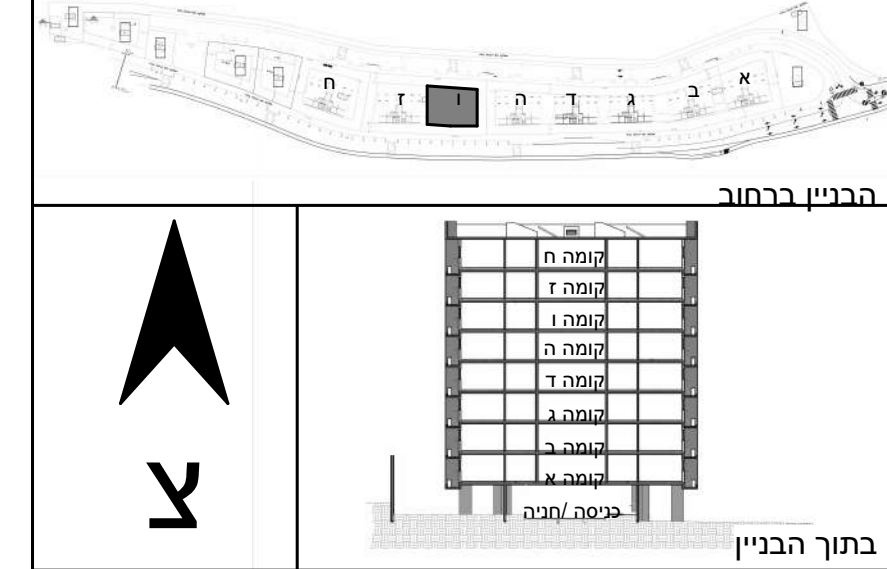 א
ב
ג
ד
ה
ו
ז
ח
הבניין ברחוב
צ
קומה ח
קומה ז
קומה ו
קומה ה
קומה ד
קומה ג
קומה ב
קומה א
כניסה /חניה
בתוך הבניין